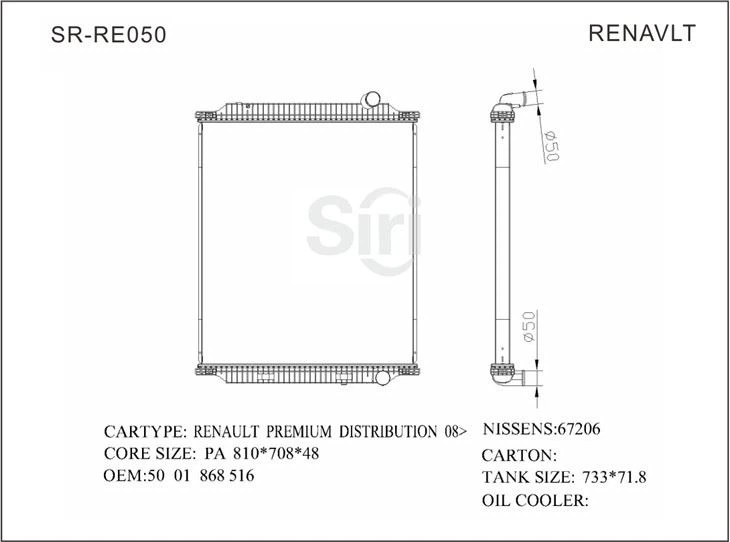 SR-RE050
RENAVLT
ø50
Siri
ø50
CARTYPE: RENAULT PREMIUM DISTRIBUTION 08>
CORE SIZE: PA 810*708*48
OEM:50 01 868 516
NISSENS:67206
CARTON:
TANK SIZE: 733*71.8
OIL COOLER: